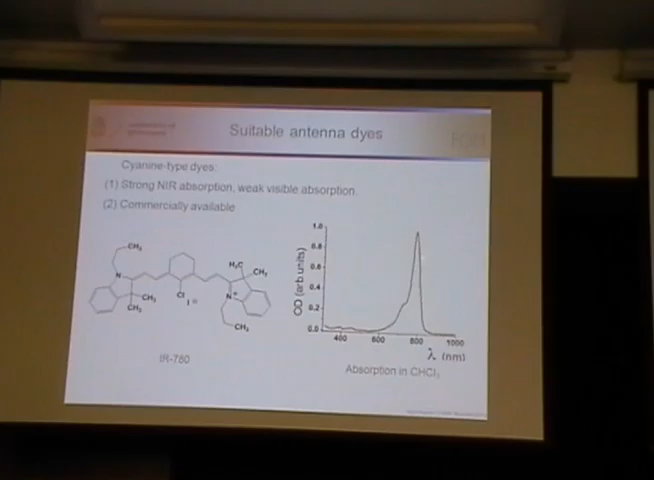 Suitable antenna dyes
Cyanine-type dyes:
(1) Strong NIR absorption, weak visible absorption.
(2) Commercially available
CH₃
N
CH₃
CH₃
Cl
I⊖
H₃C
CH₃
N⁺
CH₃
IR-780
OD (arb units)
1.0
0.8
0.6
0.4
0.2
0.0
400
600
800
1000
λ (nm)
Absorption in CHCl₃